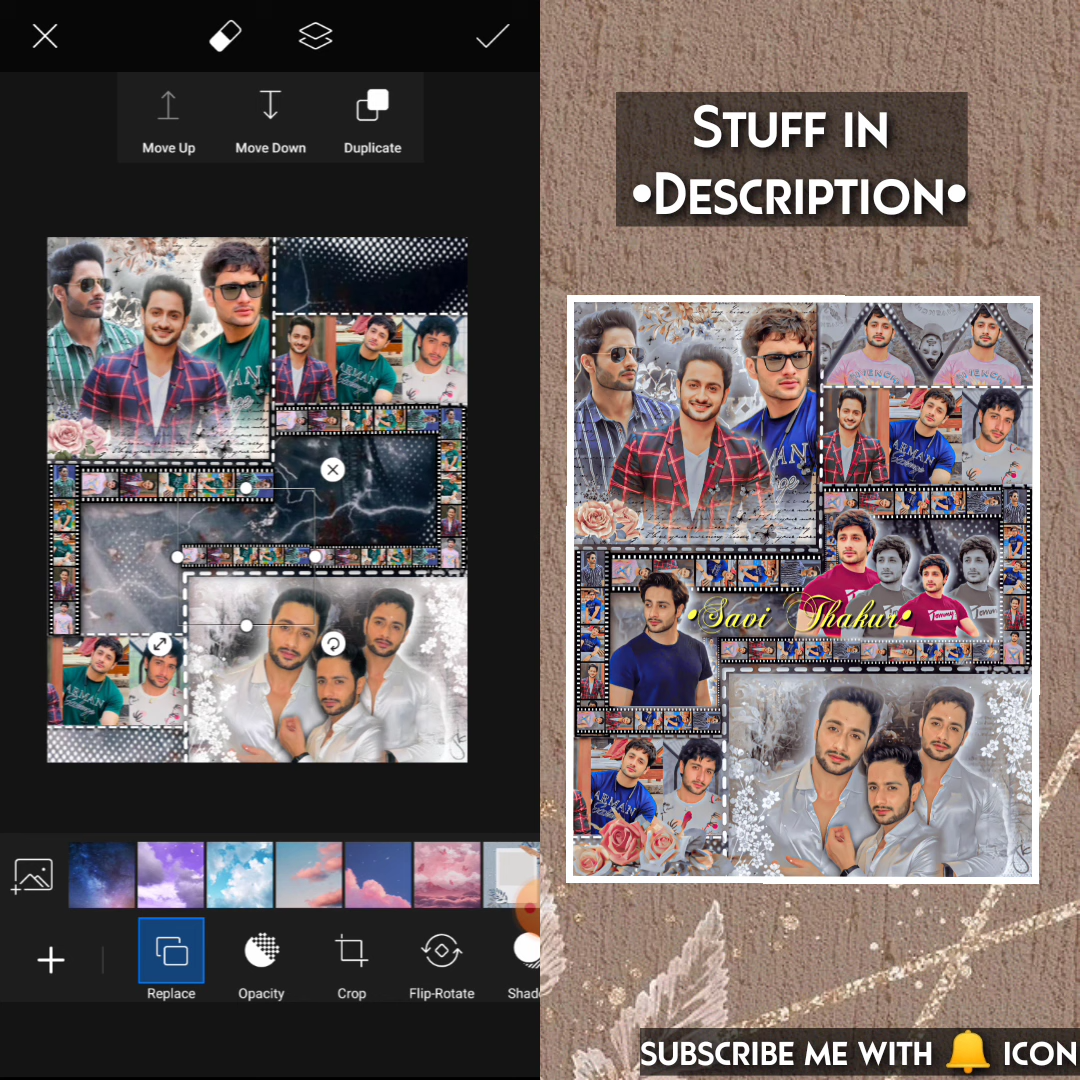 Move Up
Move Down
Duplicate
Replace
Opacity
Crop
Flip-Rotate
STUFF IN
•DESCRIPTION•
•Savi Thakur•
SUBSCRIBE ME WITH 🔔 ICON